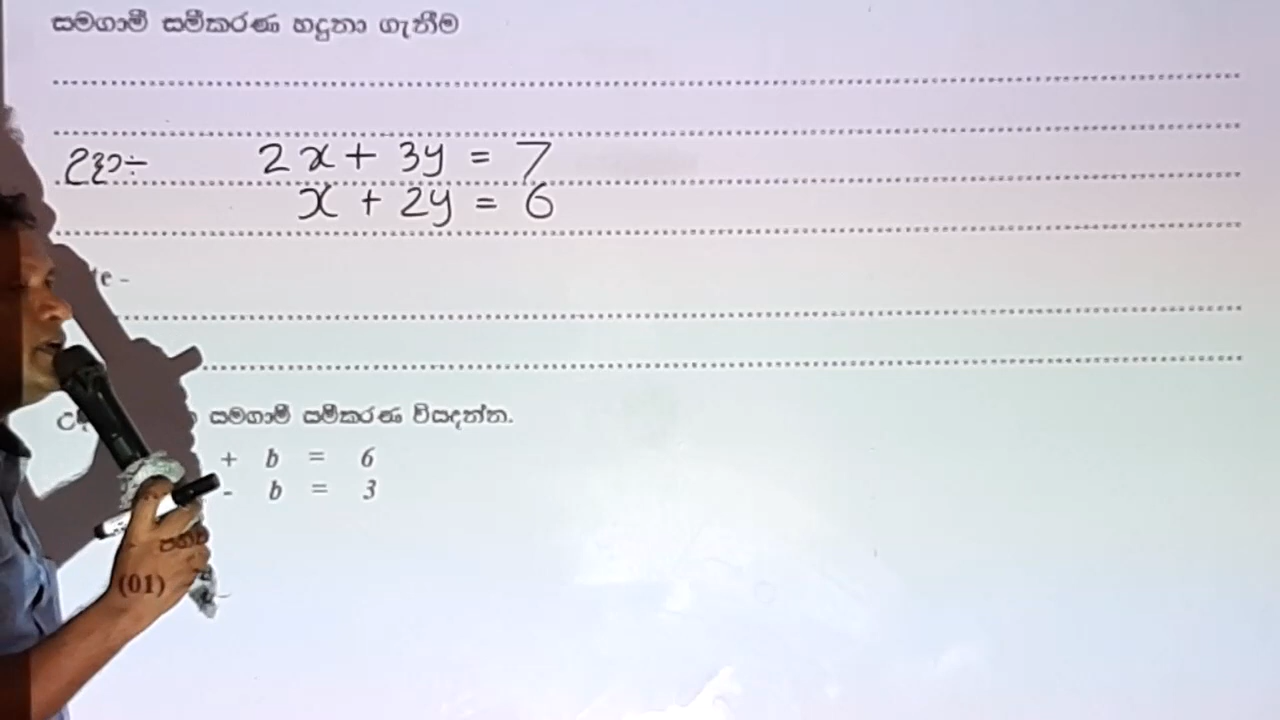 සමගාමී සමීකරණ හඳුනා ගැනීම
උදා:- 2x + 3y = 7
x + 2y = 6
සමගාමී සමීකරණ විසඳන්න.
+ b = 6
- b = 3
(01)